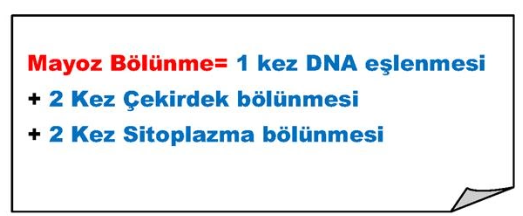 Mayoz Bölünme= 1 kez DNA eşlenmesi
+ 2 Kez Çekirdek bölünmesi
+ 2 Kez Sitoplazma bölünmesi